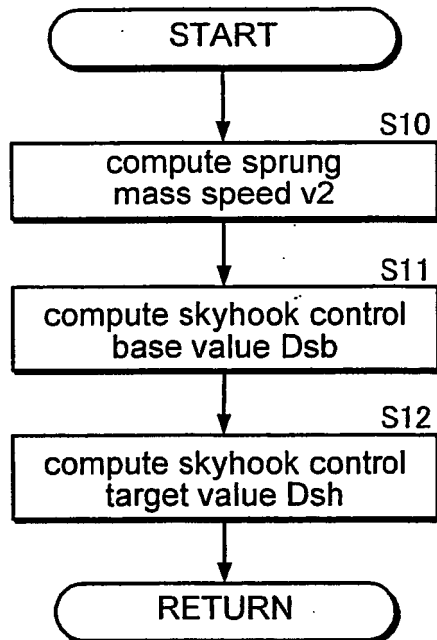 START
S10
compute sprung
mass speed v2
S11
compute skyhook control
base value Dsb
S12
compute skyhook control
target value Dsh
RETURN